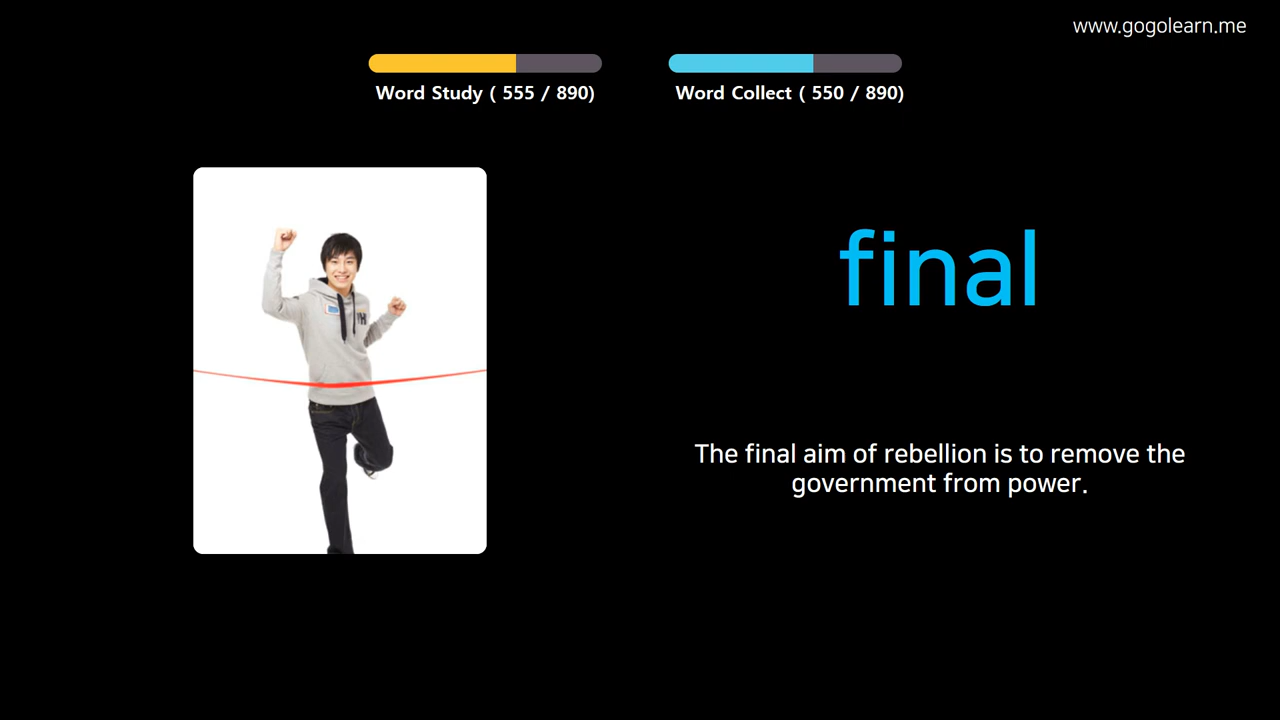 www.gogolearn.me
Word Study ( 555 / 890)
Word Collect ( 550 / 890)
final
The final aim of rebellion is to remove the
government from power.